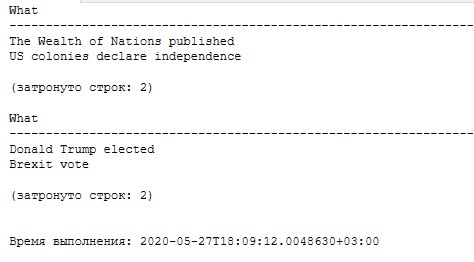 What
--------------------------------------------------------------
The Wealth of Nations published
US colonies declare independence
(затронуто строк: 2)
What
--------------------------------------------------------------
Donald Trump elected
Brexit vote
(затронуто строк: 2)
Время выполнения: 2020-05-27T18:09:12.0048630+03:00